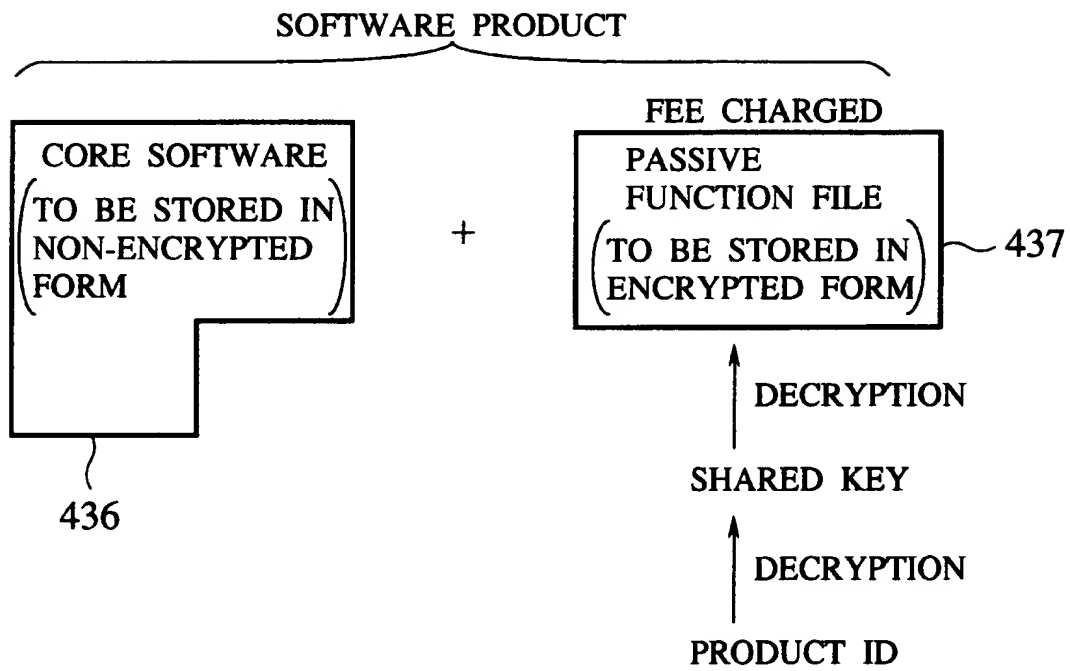 SOFTWARE PRODUCT
CORE SOFTWARE
(TO BE STORED IN
NON-ENCRYPTED
FORM)
436
+
FEE CHARGED
PASSIVE
FUNCTION FILE
(TO BE STORED IN
ENCRYPTED FORM)
437
DECRYPTION
SHARED KEY
DECRYPTION
PRODUCT ID